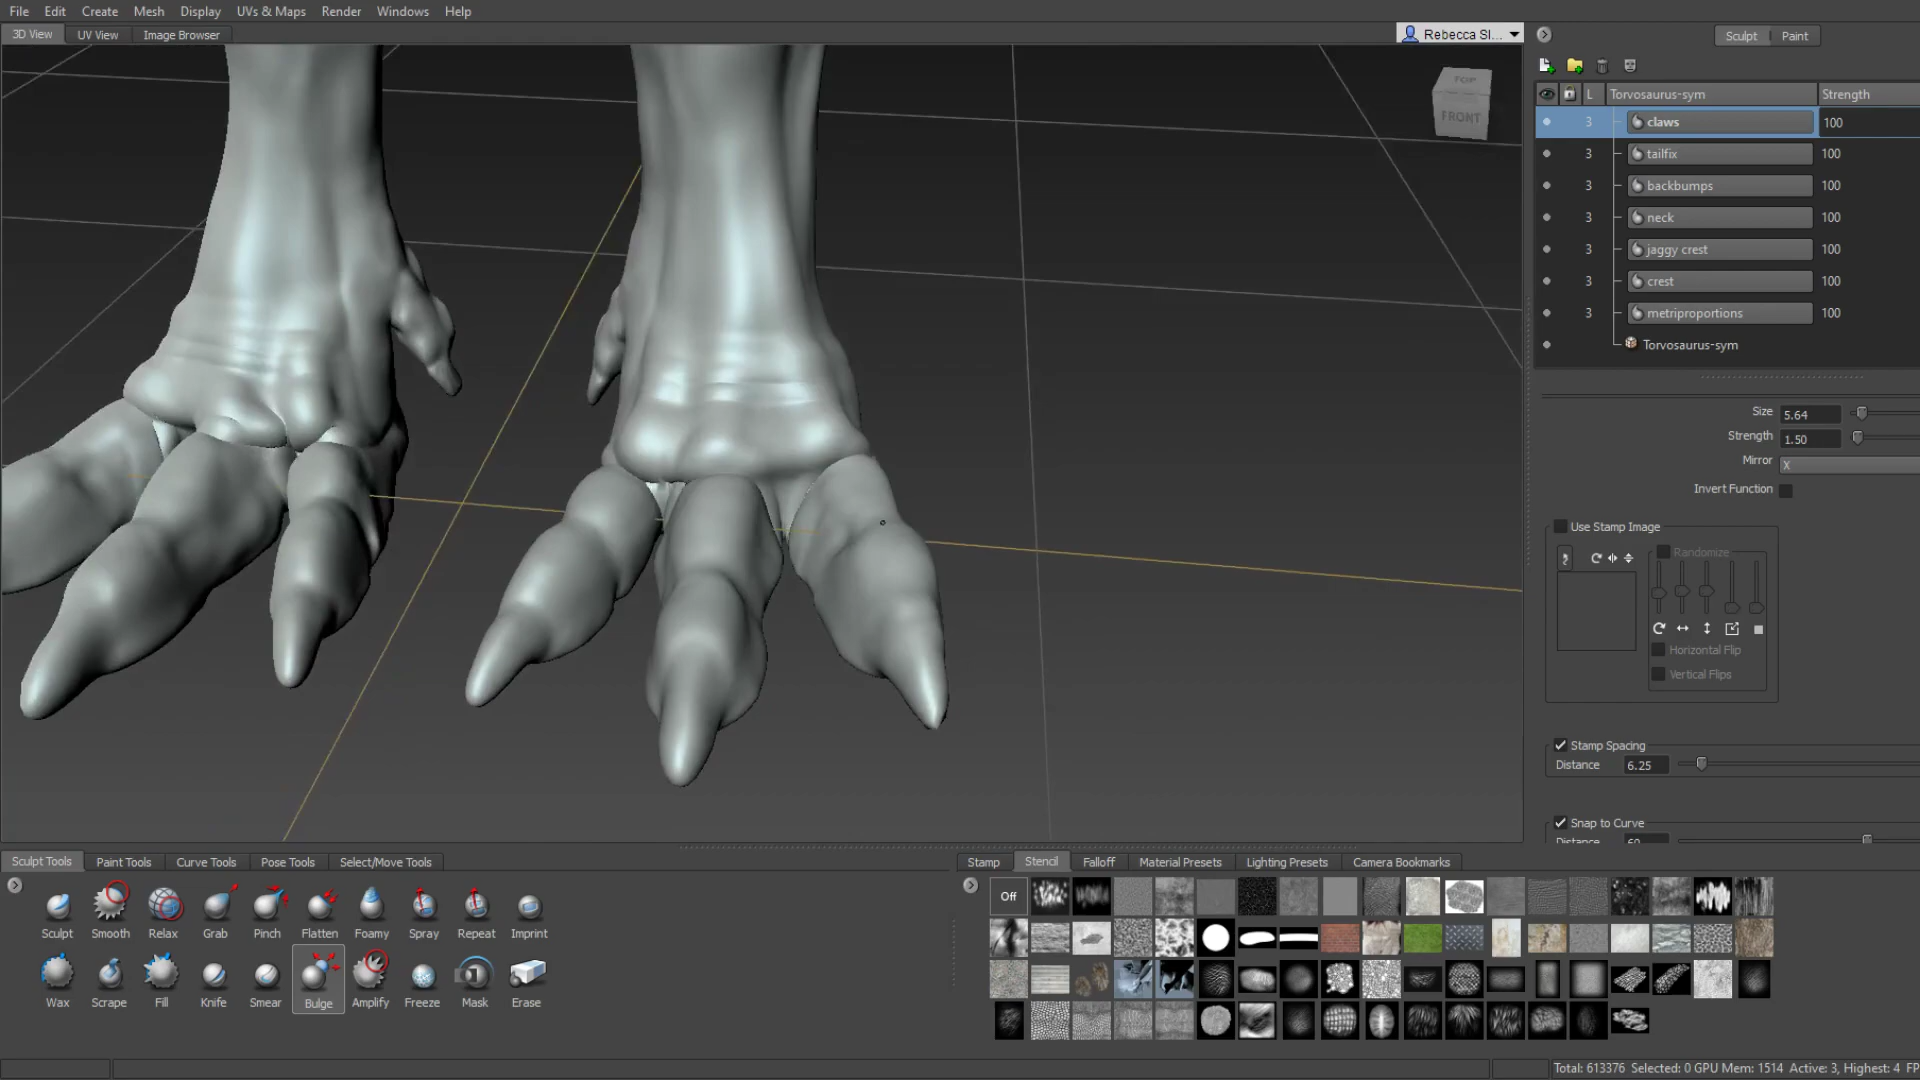 File Edit Create Mesh Display UVs & Maps Render Windows Help
3D View UV View Image Browser
Rebecca Sl...
Sculpt Paint
TOP
FRONT
L Torvosaurus-sym Strength
3 claws 100
3 tailfix 100
3 backbumps 100
3 neck 100
3 jaggy crest 100
3 crest 100
3 metriproportions 100
Torvosaurus-sym
Size 5.64
Strength 1.50
Mirror X
Invert Function
Use Stamp Image
Randomize
Horizontal Flip
Vertical Flips
Stamp Spacing
Distance 6.25
Snap to Curve
Distance 60
Sculpt Tools Paint Tools Curve Tools Pose Tools Select/Move Tools
Stamp Stencil Falloff Material Presets Lighting Presets Camera Bookmarks
Off
Sculpt Smooth Relax Grab Pinch Flatten Foamy Spray Repeat Imprint
Wax Scrape Fill Knife Smear Bulge Amplify Freeze Mask Erase
Total: 613376 Selected: 0 GPU Mem: 1514 Active: 3, Highest: 4 FP